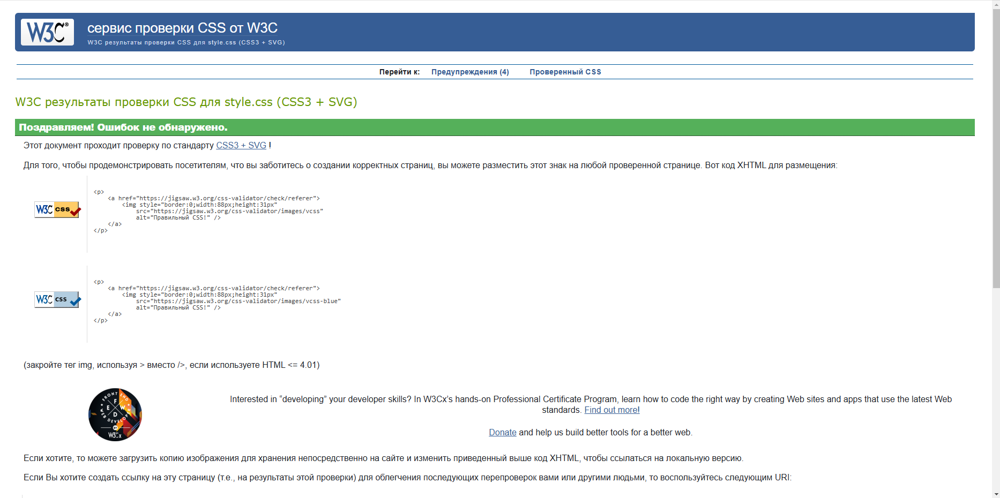 W3C®
сервис проверки CSS от W3C
W3C результаты проверки CSS для style.css (CSS3 + SVG)
Перейти к: Предупреждения (4) Проверенный CSS
W3C результаты проверки CSS для style.css (CSS3 + SVG)
Поздравляем! Ошибок не обнаружено.
Этот документ проходит проверку по стандарту CSS3 + SVG !
Для того, чтобы продемонстрировать посетителям, что вы заботитесь о создании корректных страниц, вы можете разместить этот знак на любой проверенной странице. Вот код XHTML для размещения:
W3C css
<p>
    <a href="https://jigsaw.w3.org/css-validator/check/referer">
        <img style="border:0;width:88px;height:31px"
            src="https://jigsaw.w3.org/css-validator/images/vcss"
            alt="Правильный CSS!" />
    </a>
</p>
W3C css
<p>
    <a href="https://jigsaw.w3.org/css-validator/check/referer">
        <img style="border:0;width:88px;height:31px"
            src="https://jigsaw.w3.org/css-validator/images/vcss-blue"
            alt="Правильный CSS!" />
    </a>
</p>
(закройте тег img, используя > вместо />, если используете HTML <= 4.01)
FRONT END
F
E W
D
WEB DEVELOPER
BY
W3Cx
Interested in “developing” your developer skills? In W3Cx’s hands-on Professional Certificate Program, learn how to code the right way by creating Web sites and apps that use the latest Web
standards. Find out more!
Donate and help us build better tools for a better web.
Если хотите, то можете загрузить копию изображения для хранения непосредственно на сайте и изменить приведенный выше код XHTML, чтобы ссылаться на локальную версию.
Если Вы хотите создать ссылку на эту страницу (т.е., на результаты этой проверки) для облегчения последующих перепроверок вами или другими людьми, то воспользуйтесь следующим URI: